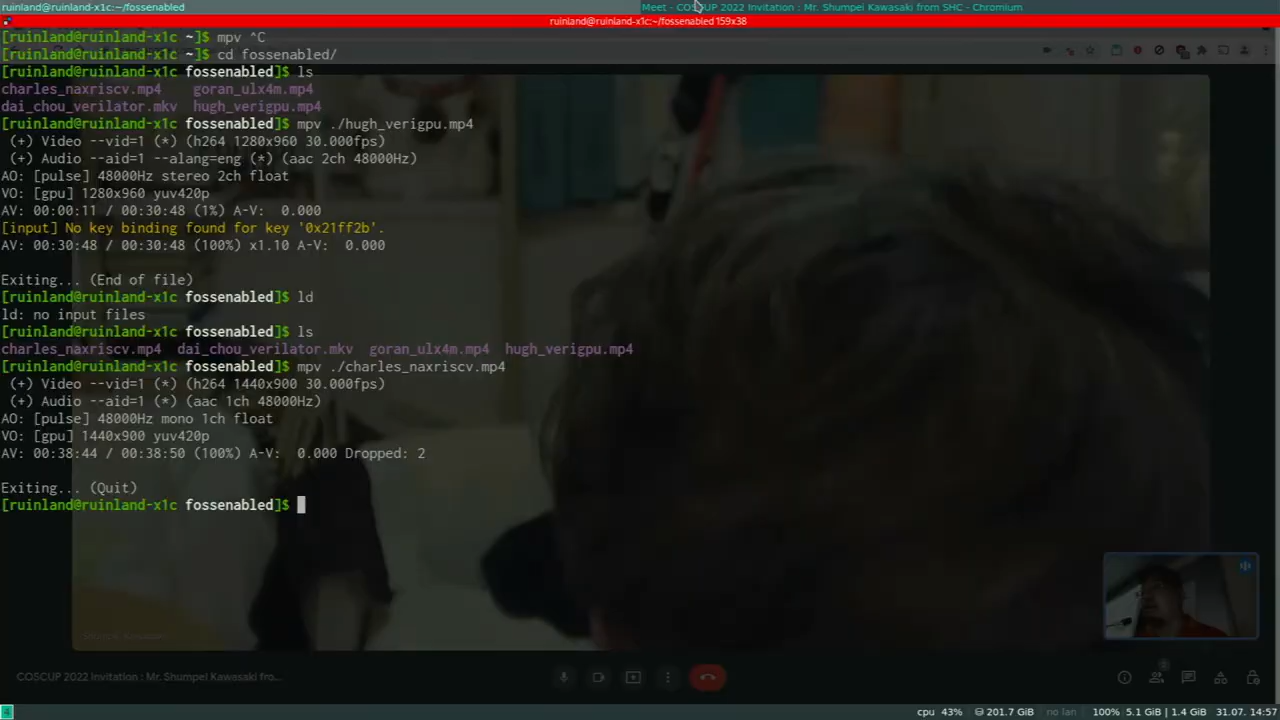 ruinland@ruinland-x1c:~/fossenabled
Meet - COSCUP 2022 Invitation : Mr. Shumpei Kawasaki from SHC - Chromium
ruinland@ruinland-x1c:~/fossenabled 159x38
[ruinland@ruinland-x1c ~]$ mpv ^C
[ruinland@ruinland-x1c ~]$ cd fossenabled/
[ruinland@ruinland-x1c fossenabled]$ ls
charles_naxriscv.mp4    goran_ulx4m.mp4
dai_chou_verilator.mkv  hugh_verigpu.mp4
[ruinland@ruinland-x1c fossenabled]$ mpv ./hugh_verigpu.mp4
 (+) Video --vid=1 (*) (h264 1280x960 30.000fps)
 (+) Audio --aid=1 --alang=eng (*) (aac 2ch 48000Hz)
AO: [pulse] 48000Hz stereo 2ch float
VO: [gpu] 1280x960 yuv420p
AV: 00:00:11 / 00:30:48 (1%) A-V:  0.000
[input] No key binding found for key '0x21ff2b'.
AV: 00:30:48 / 00:30:48 (100%) x1.10 A-V:  0.000
Exiting... (End of file)
[ruinland@ruinland-x1c fossenabled]$ ld
ld: no input files
[ruinland@ruinland-x1c fossenabled]$ ls
charles_naxriscv.mp4  dai_chou_verilator.mkv  goran_ulx4m.mp4  hugh_verigpu.mp4
[ruinland@ruinland-x1c fossenabled]$ mpv ./charles_naxriscv.mp4
 (+) Video --vid=1 (*) (h264 1440x900 30.000fps)
 (+) Audio --aid=1 (*) (aac 1ch 48000Hz)
AO: [pulse] 48000Hz mono 1ch float
VO: [gpu] 1440x900 yuv420p
AV: 00:38:44 / 00:38:50 (100%) A-V:  0.000 Dropped: 2
Exiting... (Quit)
[ruinland@ruinland-x1c fossenabled]$
COSCUP 2022 Invitation : Mr. Shumpei Kawasaki fro...
cpu 43% 201.7 GiB no lan 100% 5.1 GiB | 1.4 GiB 31.07, 14:57